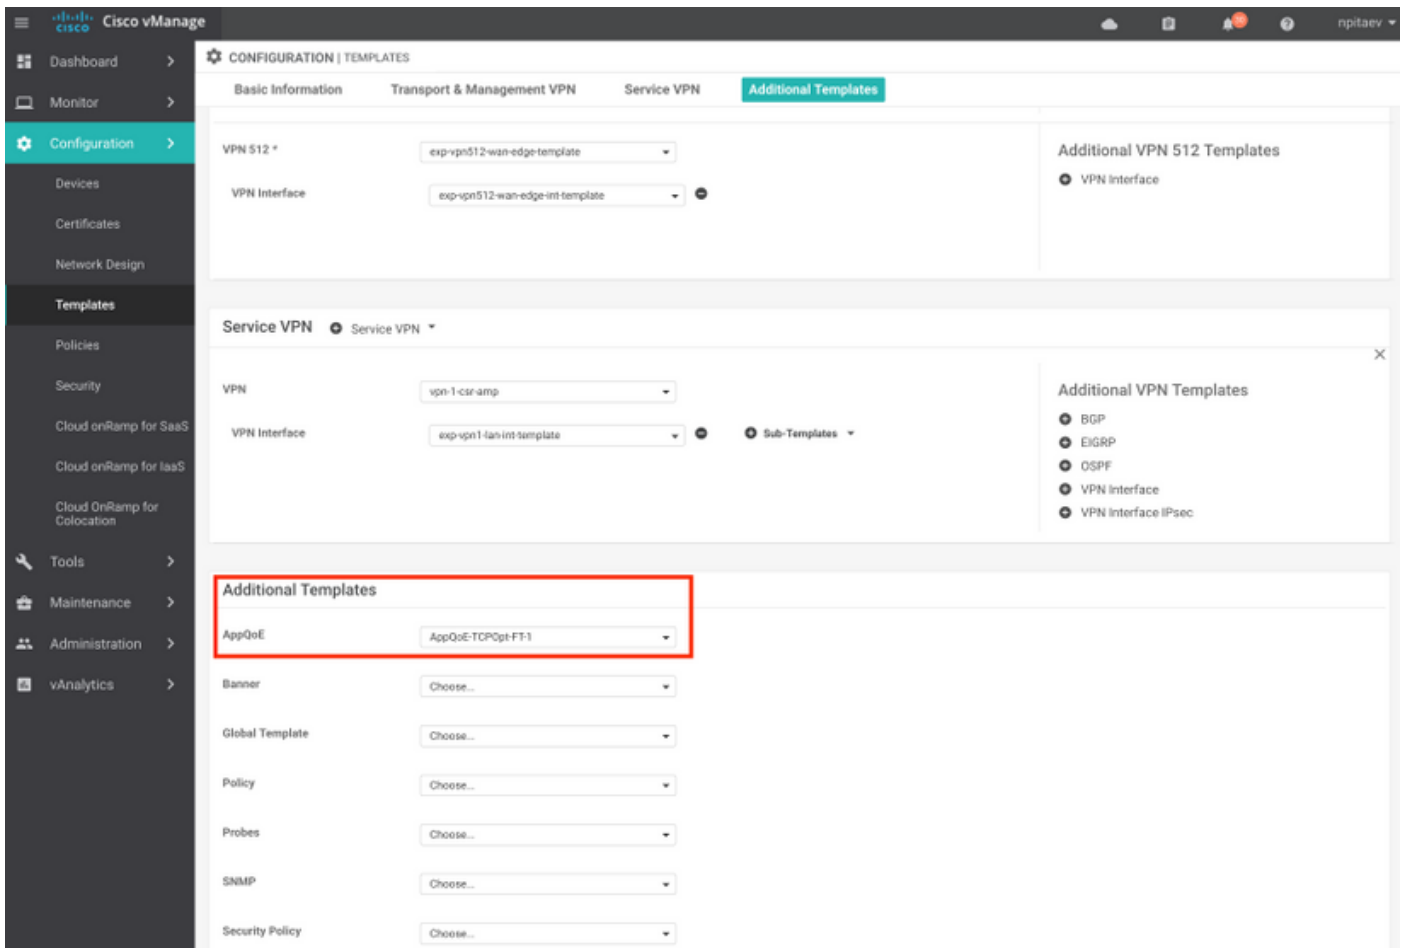 cisco Cisco vManage
npitaev
Dashboard
Monitor
Configuration
Devices
Certificates
Network Design
Templates
Policies
Security
Cloud onRamp for SaaS
Cloud onRamp for IaaS
Cloud OnRamp for
Colocation
Tools
Maintenance
Administration
vAnalytics
CONFIGURATION | TEMPLATES
Basic Information Transport & Management VPN Service VPN Additional Templates
VPN 512 * exp-vpn512-wan-edge-template
VPN Interface exp-vpn512-wan-edge-int-template
Additional VPN 512 Templates
VPN Interface
Service VPN Service VPN
VPN vpn-1-csr-amp
VPN Interface exp-vpn1-lan-int-template Sub-Templates
Additional VPN Templates
BGP
EIGRP
OSPF
VPN Interface
VPN Interface IPsec
Additional Templates
AppQoE AppQoE-TCPOpt-FT-1
Banner Choose...
Global Template Choose...
Policy Choose...
Probes Choose...
SNMP Choose...
Security Policy Choose...